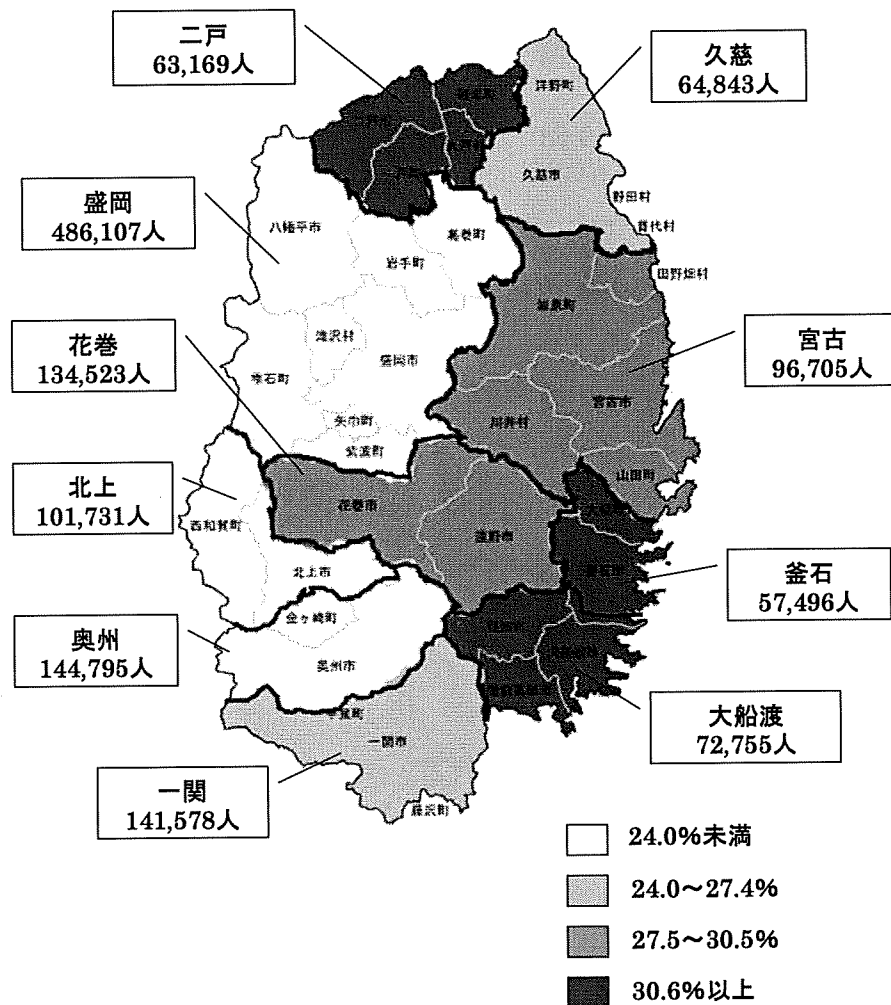 二戸
63,169人
久慈
64,843人
盛岡
486,107人
花巻
134,523人
宮古
96,705人
北上
101,731人
釜石
57,496人
奥州
144,795人
大船渡
72,755人
一関
141,578人
洋野町
久慈市
野田村
普代村
田野畑村
八幡平市
葛巻町
岩手町
滝沢村
盛岡市
雫石町
矢巾町
紫波町
岩泉町
宮古市
川井村
山田町
花巻市
遠野市
西和賀町
北上市
金ヶ崎町
奥州市
平泉町
一関市
藤沢町
24.0%未満
24.0～27.4%
27.5～30.5%
30.6%以上